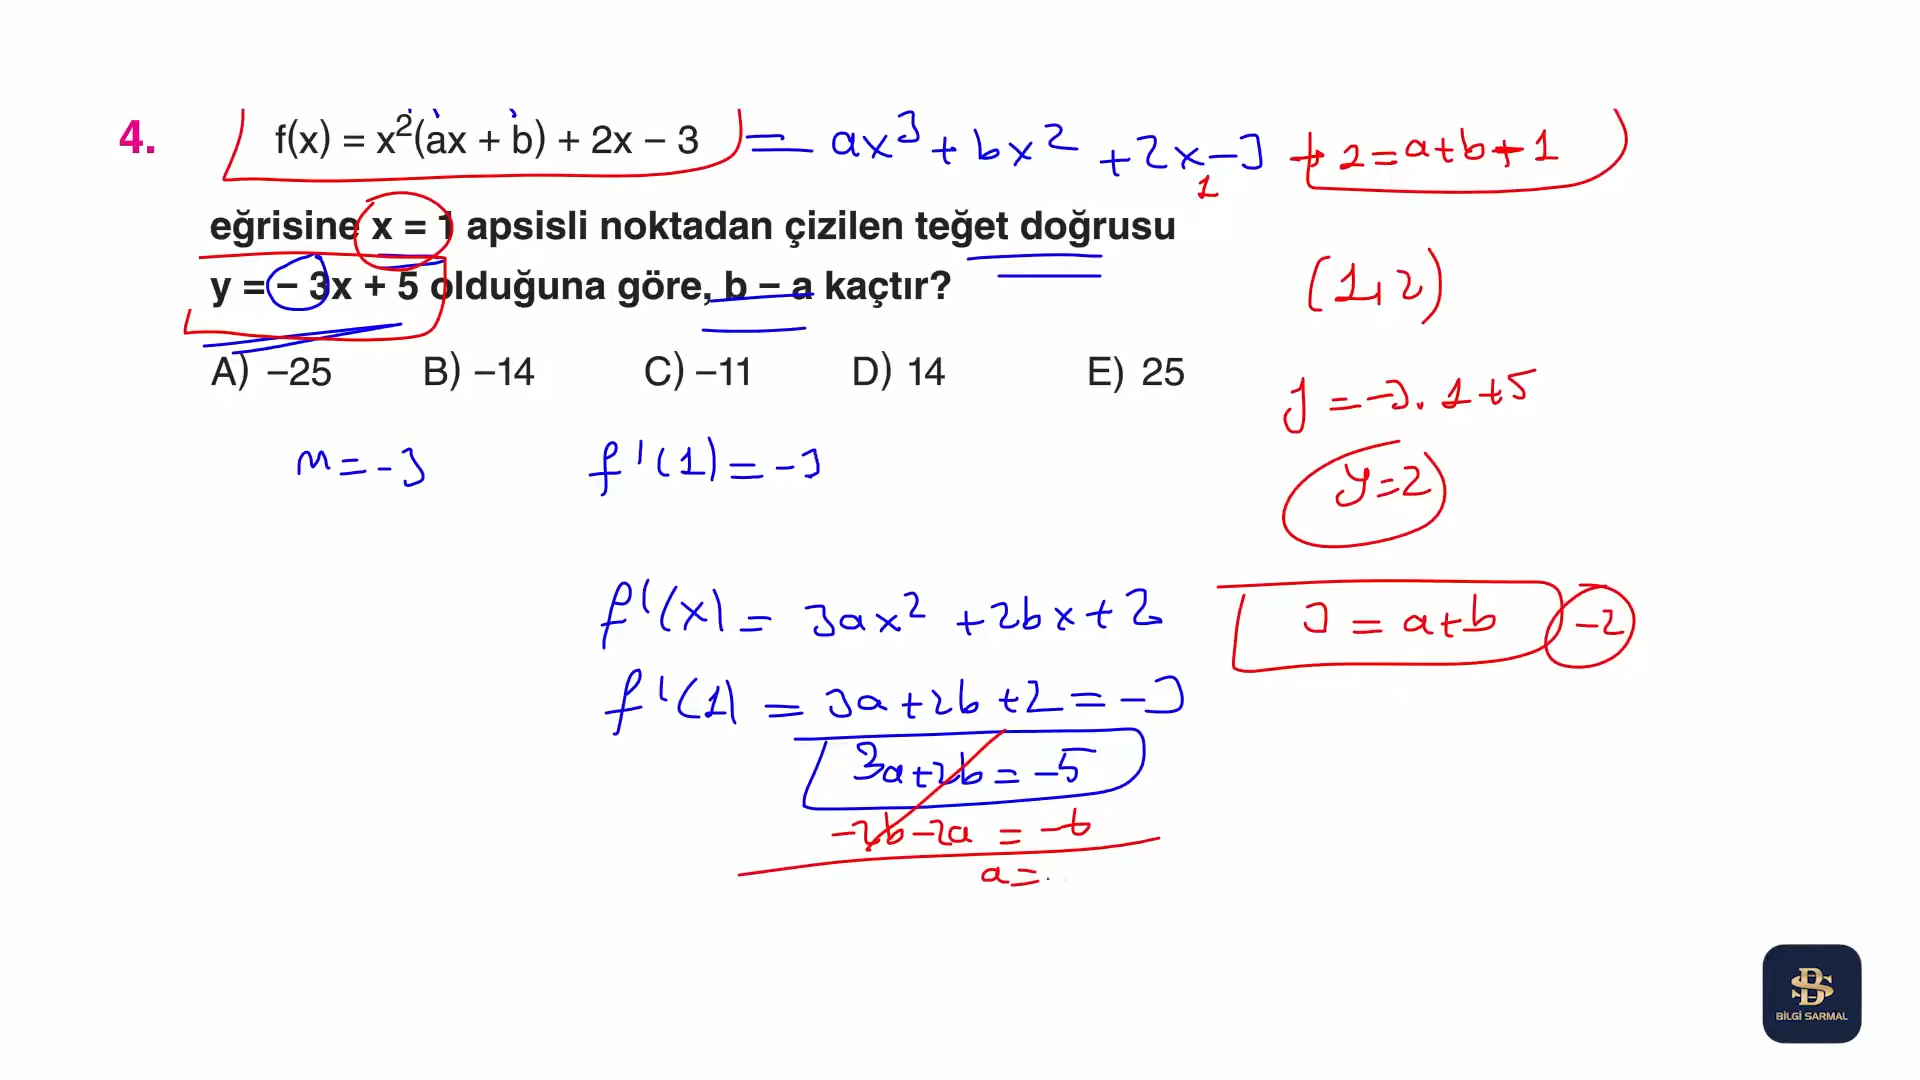 4. f(x) = x²(ax + b) + 2x – 3 = ax³ + bx² + 2x – 3 → 2 = a+b+1
1
eğrisine x = 1 apsisli noktadan çizilen teğet doğrusu
y = – 3x + 5 olduğuna göre, b – a kaçtır?
(1,2)
A) –25 B) –14 C) –11 D) 14 E) 25
y = –3. 1+5
m = –3 f'(1) = –3
y=2
f'(x) = 3ax² + 2bx + 2
3 = a+b –2
f'(1) = 3a+2b+2 = –3
3a+2b = –5
–2b–2a = –6
a=
BİLGİ SARMAL